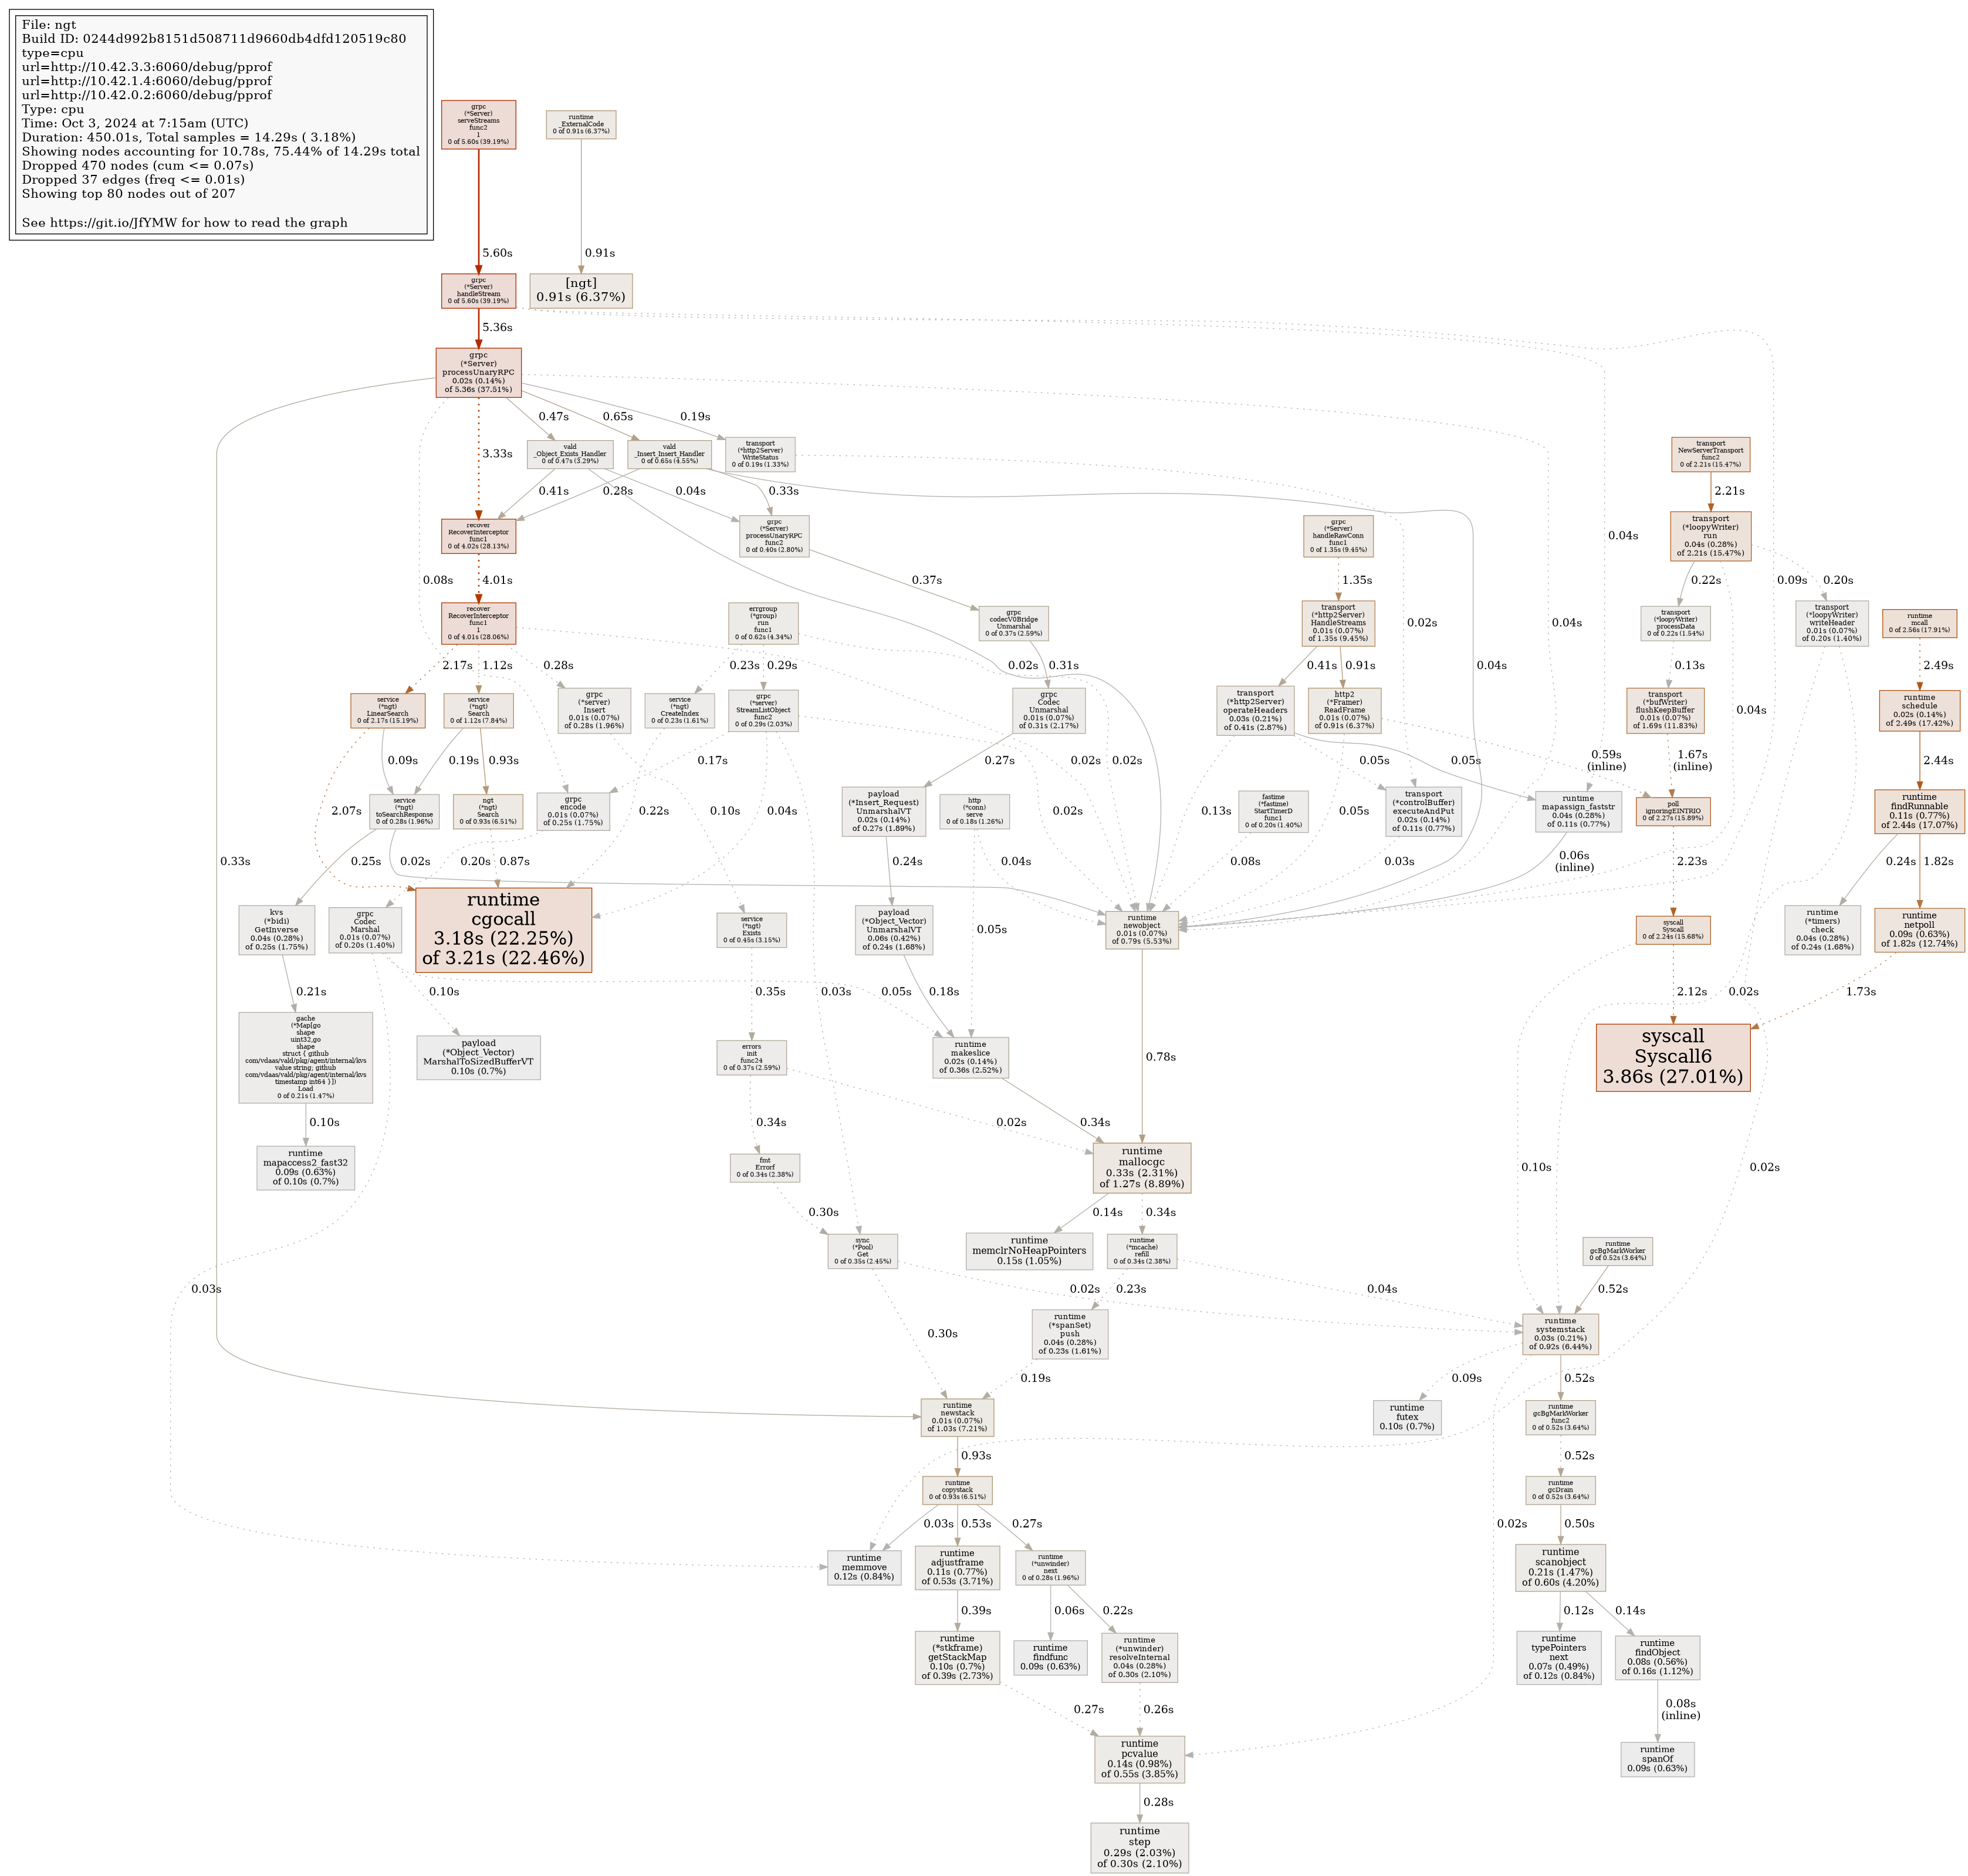 File: ngt
Build ID: 0244d992b8151d508711d9660db4dfd120519c80
type=cpu
url=http://10.42.3.3:6060/debug/pprof
url=http://10.42.1.4:6060/debug/pprof
url=http://10.42.0.2:6060/debug/pprof
Type: cpu
Time: Oct 3, 2024 at 7:15am (UTC)
Duration: 450.01s, Total samples = 14.29s ( 3.18%)
Showing nodes accounting for 10.78s, 75.44% of 14.29s total
Dropped 470 nodes (cum <= 0.07s)
Dropped 37 edges (freq <= 0.01s)
Showing top 80 nodes out of 207
See https://git.io/JfYMW for how to read the graph
grpc
(*Server)
serveStreams
func2
1
0 of 5.60s (39.19%)
runtime
_ExternalCode
0 of 0.91s (6.37%)
5.60s
0.91s
grpc
(*Server)
handleStream
0 of 5.60s (39.19%)
[ngt]
0.91s (6.37%)
5.36s
grpc
(*Server)
processUnaryRPC
0.02s (0.14%)
of 5.36s (37.51%)
0.47s
0.65s
0.19s
3.33s
vald
_Object_Exists_Handler
0 of 0.47s (3.29%)
vald
_Insert_Insert_Handler
0 of 0.65s (4.55%)
transport
(*http2Server)
WriteStatus
0 of 0.19s (1.33%)
transport
NewServerTransport
func2
0 of 2.21s (15.47%)
0.41s
0.28s
0.04s
0.33s
2.21s
recover
RecoverInterceptor
func1
0 of 4.02s (28.13%)
grpc
(*Server)
processUnaryRPC
func2
0 of 0.40s (2.80%)
grpc
(*Server)
handleRawConn
func1
0 of 1.35s (9.45%)
0.04s
transport
(*loopyWriter)
run
0.04s (0.28%)
of 2.21s (15.47%)
0.08s
4.01s
0.37s
1.35s
0.09s
0.22s
0.20s
recover
RecoverInterceptor
func1
1
0 of 4.01s (28.06%)
errgroup
(*group)
run
func1
0 of 0.62s (4.34%)
grpc
codecV0Bridge
Unmarshal
0 of 0.37s (2.59%)
transport
(*http2Server)
HandleStreams
0.01s (0.07%)
of 1.35s (9.45%)
0.02s
0.04s
transport
(*loopyWriter)
processData
0 of 0.22s (1.54%)
transport
(*loopyWriter)
writeHeader
0.01s (0.07%)
of 0.20s (1.40%)
runtime
mcall
0 of 2.56s (17.91%)
2.17s
1.12s
0.28s
0.23s
0.29s
0.02s
0.31s
0.41s
0.91s
0.04s
0.13s
2.49s
service
(*ngt)
LinearSearch
0 of 2.17s (15.19%)
service
(*ngt)
Search
0 of 1.12s (7.84%)
grpc
(*server)
Insert
0.01s (0.07%)
of 0.28s (1.96%)
service
(*ngt)
CreateIndex
0 of 0.23s (1.61%)
grpc
(*server)
StreamListObject
func2
0 of 0.29s (2.03%)
grpc
Codec
Unmarshal
0.01s (0.07%)
of 0.31s (2.17%)
transport
(*http2Server)
operateHeaders
0.03s (0.21%)
of 0.41s (2.87%)
http2
(*Framer)
ReadFrame
0.01s (0.07%)
of 0.91s (6.37%)
transport
(*bufWriter)
flushKeepBuffer
0.01s (0.07%)
of 1.69s (11.83%)
runtime
schedule
0.02s (0.14%)
of 2.49s (17.42%)
0.04s
0.09s
0.19s
0.93s
0.17s
0.02s
0.02s
0.27s
0.05s
0.05s
0.59s
(inline)
1.67s
(inline)
2.44s
2.07s
service
(*ngt)
toSearchResponse
0 of 0.28s (1.96%)
ngt
(*ngt)
Search
0 of 0.93s (6.51%)
grpc
encode
0.01s (0.07%)
of 0.25s (1.75%)
0.22s
0.10s
0.04s
0.02s
payload
(*Insert_Request)
UnmarshalVT
0.02s (0.14%)
of 0.27s (1.89%)
http
(*conn)
serve
0 of 0.18s (1.26%)
0.13s
fastime
(*fastime)
StartTimerD
func1
0 of 0.20s (1.40%)
0.05s
transport
(*controlBuffer)
executeAndPut
0.02s (0.14%)
of 0.11s (0.77%)
runtime
mapassign_faststr
0.04s (0.28%)
of 0.11s (0.77%)
poll
ignoringEINTRIO
0 of 2.27s (15.89%)
runtime
findRunnable
0.11s (0.77%)
of 2.44s (17.07%)
0.33s
0.25s
0.02s
0.87s
0.20s
0.24s
0.04s
0.08s
0.03s
0.06s
(inline)
2.23s
0.24s
1.82s
kvs
(*bidi)
GetInverse
0.04s (0.28%)
of 0.25s (1.75%)
grpc
Codec
Marshal
0.01s (0.07%)
of 0.20s (1.40%)
runtime
cgocall
3.18s (22.25%)
of 3.21s (22.46%)
service
(*ngt)
Exists
0 of 0.45s (3.15%)
payload
(*Object_Vector)
UnmarshalVT
0.06s (0.42%)
of 0.24s (1.68%)
0.05s
runtime
newobject
0.01s (0.07%)
of 0.79s (5.53%)
syscall
Syscall
0 of 2.24s (15.68%)
runtime
(*timers)
check
0.04s (0.28%)
of 0.24s (1.68%)
runtime
netpoll
0.09s (0.63%)
of 1.82s (12.74%)
0.21s
0.10s
0.05s
0.35s
0.03s
0.18s
2.12s
0.02s
1.73s
gache
(*Map[go
shape
uint32,go
shape
struct { github
com/vdaas/vald/pkg/agent/internal/kvs
value string; github
com/vdaas/vald/pkg/agent/internal/kvs
timestamp int64 }])
Load
0 of 0.21s (1.47%)
payload
(*Object_Vector)
MarshalToSizedBufferVT
0.10s (0.7%)
errors
init
func24
0 of 0.37s (2.59%)
runtime
makeslice
0.02s (0.14%)
of 0.36s (2.52%)
0.78s
syscall
Syscall6
3.86s (27.01%)
0.10s
0.34s
0.02s
0.34s
runtime
mapaccess2_fast32
0.09s (0.63%)
of 0.10s (0.7%)
fmt
Errorf
0 of 0.34s (2.38%)
runtime
mallocgc
0.33s (2.31%)
of 1.27s (8.89%)
0.10s
0.02s
0.30s
0.14s
0.34s
sync
(*Pool)
Get
0 of 0.35s (2.45%)
runtime
memclrNoHeapPointers
0.15s (1.05%)
runtime
(*mcache)
refill
0 of 0.34s (2.38%)
runtime
gcBgMarkWorker
0 of 0.52s (3.64%)
0.03s
0.02s
0.23s
0.04s
0.52s
0.30s
runtime
(*spanSet)
push
0.04s (0.28%)
of 0.23s (1.61%)
runtime
systemstack
0.03s (0.21%)
of 0.92s (6.44%)
0.19s
0.09s
0.52s
runtime
newstack
0.01s (0.07%)
of 1.03s (7.21%)
runtime
futex
0.10s (0.7%)
runtime
gcBgMarkWorker
func2
0 of 0.52s (3.64%)
0.93s
0.52s
runtime
copystack
0 of 0.93s (6.51%)
runtime
gcDrain
0 of 0.52s (3.64%)
0.03s
0.53s
0.27s
0.02s
0.50s
runtime
memmove
0.12s (0.84%)
runtime
adjustframe
0.11s (0.77%)
of 0.53s (3.71%)
runtime
(*unwinder)
next
0 of 0.28s (1.96%)
runtime
scanobject
0.21s (1.47%)
of 0.60s (4.20%)
0.39s
0.06s
0.22s
0.12s
0.14s
runtime
(*stkframe)
getStackMap
0.10s (0.7%)
of 0.39s (2.73%)
runtime
findfunc
0.09s (0.63%)
runtime
(*unwinder)
resolveInternal
0.04s (0.28%)
of 0.30s (2.10%)
runtime
typePointers
next
0.07s (0.49%)
of 0.12s (0.84%)
runtime
findObject
0.08s (0.56%)
of 0.16s (1.12%)
0.27s
0.26s
0.08s
(inline)
runtime
pcvalue
0.14s (0.98%)
of 0.55s (3.85%)
runtime
spanOf
0.09s (0.63%)
0.28s
runtime
step
0.29s (2.03%)
of 0.30s (2.10%)